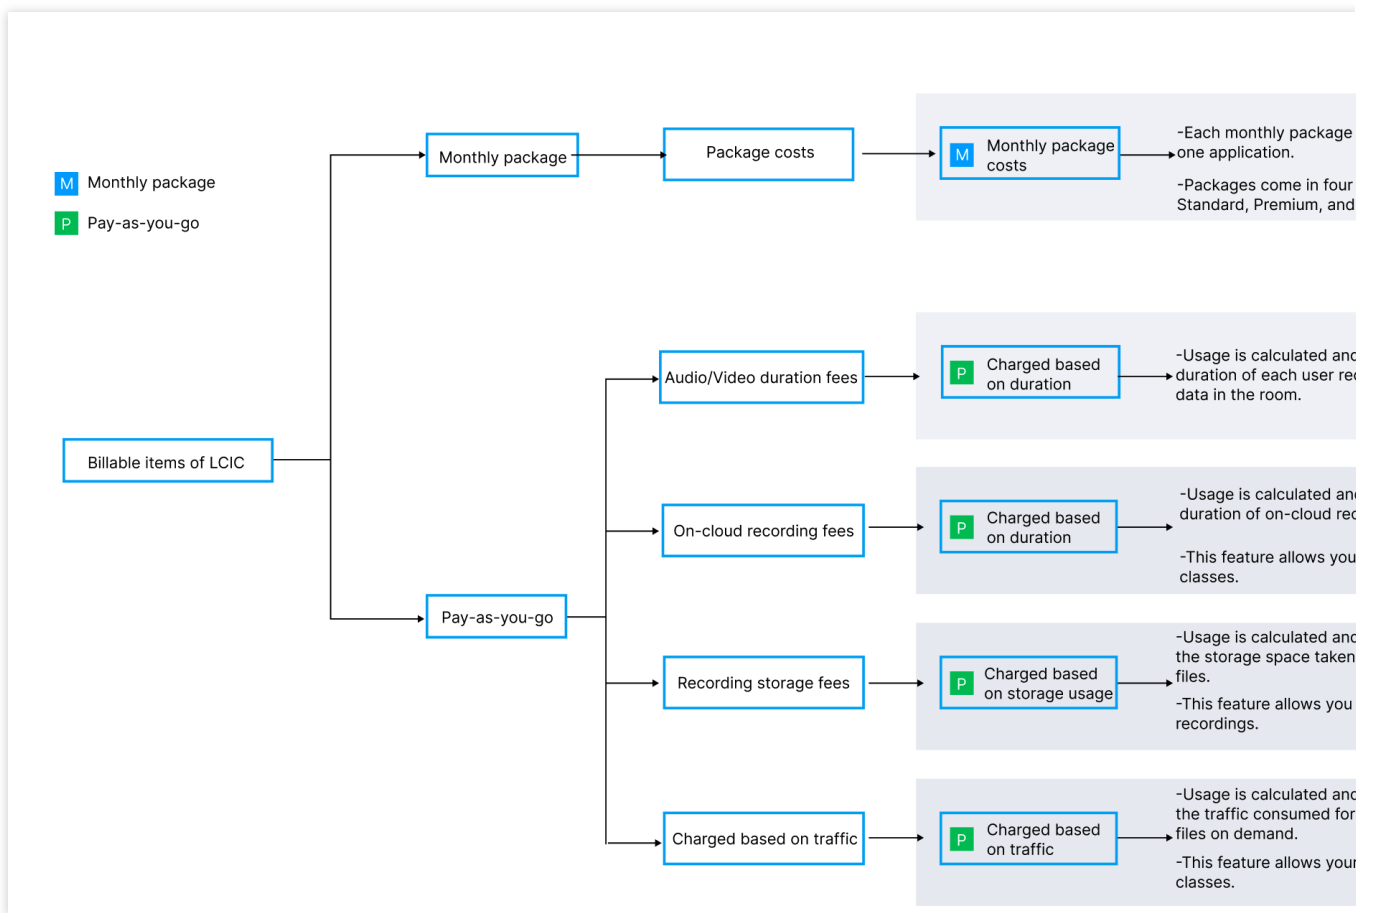 M Monthly package
P Pay-as-you-go
Billable items of LCIC
Monthly package
Package costs
M Monthly package
costs
-Each monthly package
one application.
-Packages come in four
Standard, Premium, and
Pay-as-you-go
Audio/Video duration fees
P Charged based
on duration
-Usage is calculated and
duration of each user
data in the room.
On-cloud recording fees
P Charged based
on duration
-Usage is calculated
duration of on-cloud
-This feature allows you
classes.
Recording storage fees
P Charged based
on storage usage
-Usage is calculated and
the storage space taken
files.
-This feature allows you
recordings.
Charged based on traffic
P Charged based
on traffic
-Usage is calculated and
the traffic consumed for
files on demand.
-This feature allows your
classes.